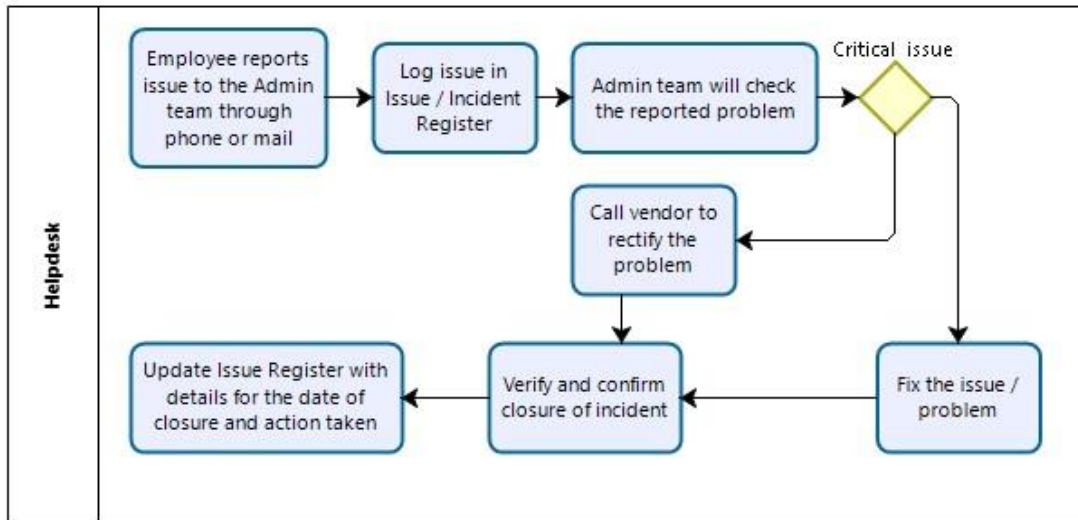 Helpdesk
Employee reports
issue to the Admin
team through
phone or mail
Log issue in
Issue / Incident
Register
Admin team will check
the reported problem
Critical issue
Call vendor to
rectify the
problem
Fix the issue /
problem
Verify and confirm
closure of incident
Update Issue Register with
details for the date of
closure and action taken